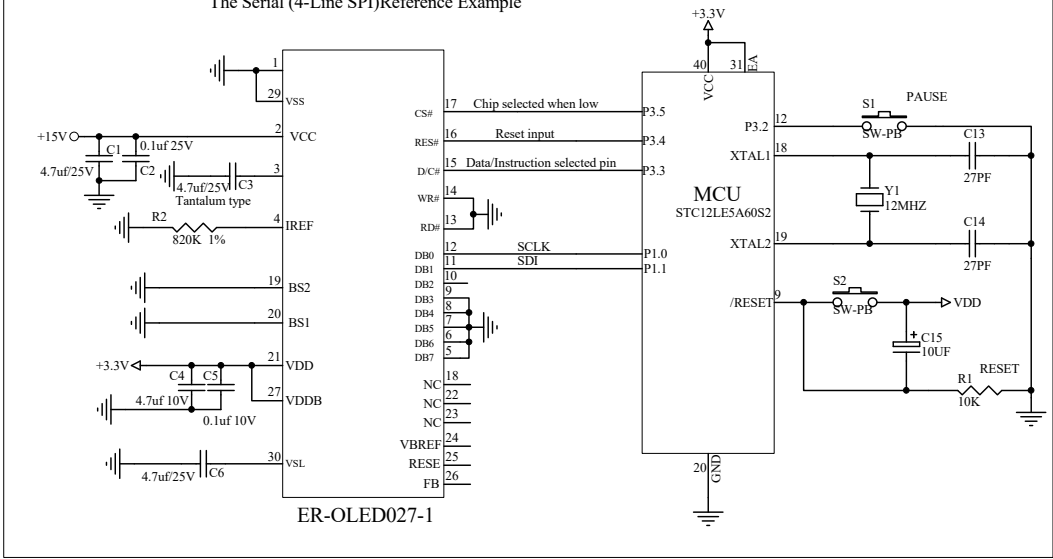 The Serial (4-Line SPI)Reference Example
+3.3V
40
VCC
31
EA
1
29
VSS
+15V
2
VCC
C1
4.7uf/25V
0.1uf 25V
C2
3
4.7uf/25V
C3
Tantalum type
R2
820K 1%
4
IREF
19
BS2
20
BS1
+3.3V
21
VDD
C4
C5
27
VDDB
4.7uf 10V
0.1uf 10V
30
VSL
4.7uf/25V
C6
CS#
17
Chip selected when low
P3.5
RES#
16
Reset input
P3.4
D/C#
15
Data/Instruction selected pin
P3.3
WR#
14
RD#
13
DB0
12
SCLK
P1.0
DB1
11
SDI
P1.1
DB2
10
DB3
9
DB4
8
DB5
7
DB6
6
DB7
5
NC
18
NC
22
NC
23
VBREF
24
RESE
25
FB
26
ER-OLED027-1
MCU
STC12LE5A60S2
P3.2
12
S1
PAUSE
SW-PB
XTAL1
18
C13
27PF
Y1
12MHZ
XTAL2
19
C14
27PF
/RESET
9
S2
SW-PB
VDD
+
C15
10UF
RESET
R1
10K
20
GND